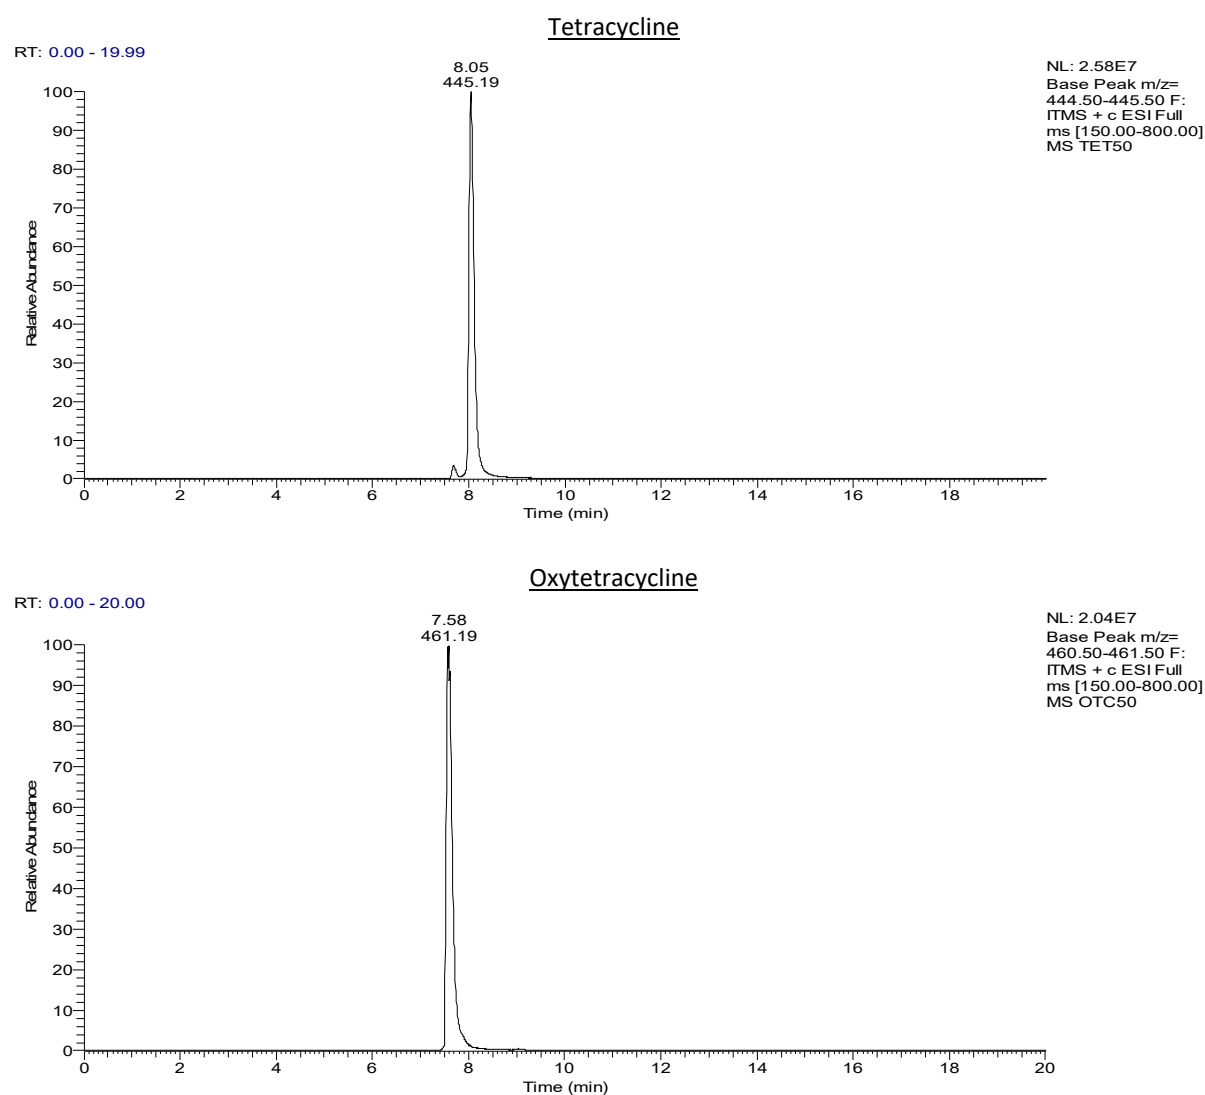 Tetracycline
RT: 0.00 - 19.99
8.05
445.19
NL: 2.58E7
Base Peak m/z=
444.50-445.50 F:
ITMS + c ESI Full
ms [150.00-800.00]
MS TET50
100
90
80
70
60
50
40
30
20
10
0
Relative Abundance
0 2 4 6 8 10 12 14 16 18
Time (min)
Oxytetracycline
RT: 0.00 - 20.00
7.58
461.19
NL: 2.04E7
Base Peak m/z=
460.50-461.50 F:
ITMS + c ESI Full
ms [150.00-800.00]
MS OTC50
100
90
80
70
60
50
40
30
20
10
0
Relative Abundance
0 2 4 6 8 10 12 14 16 18 20
Time (min)